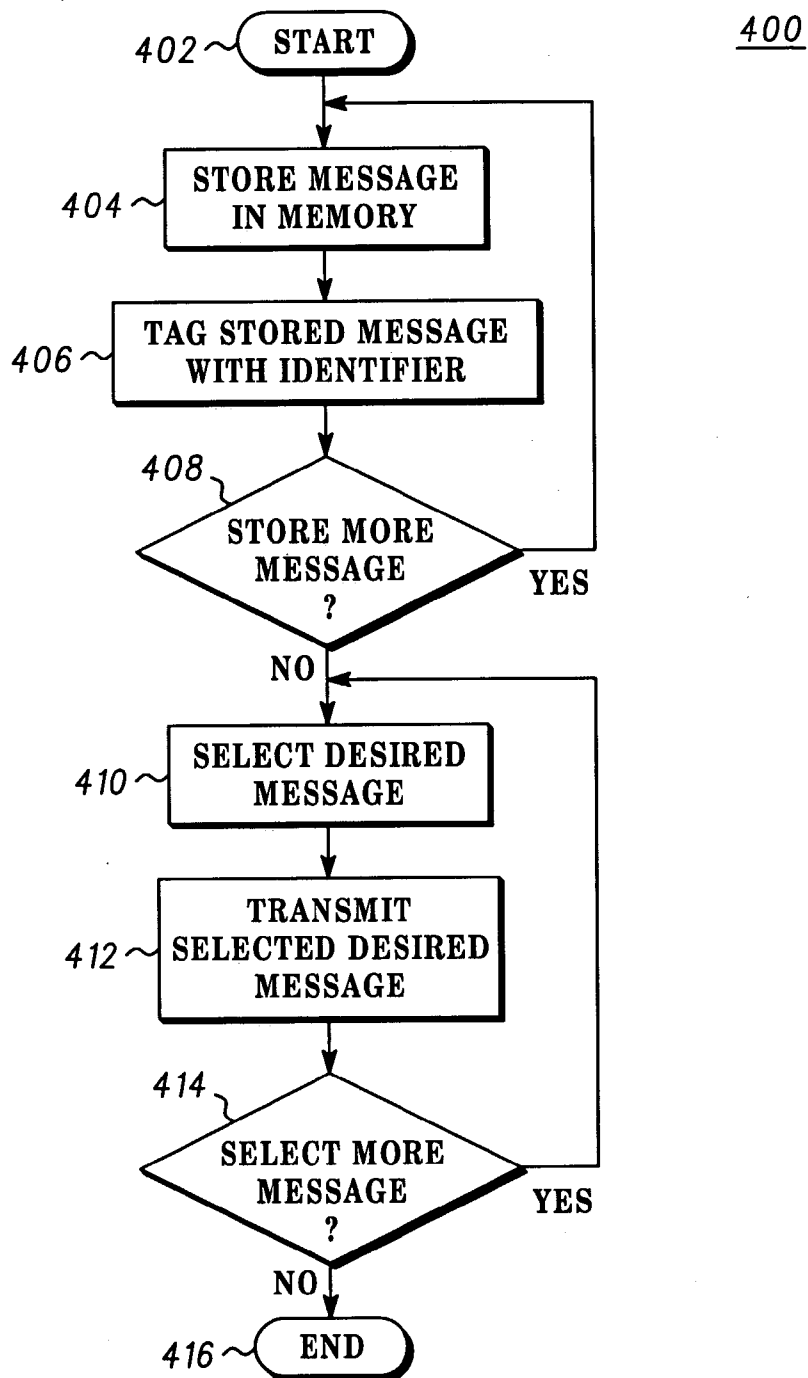 400
402
START
404
STORE MESSAGE
IN MEMORY
406
TAG STORED MESSAGE
WITH IDENTIFIER
408
STORE MORE
MESSAGE
?
YES
NO
410
SELECT DESIRED
MESSAGE
412
TRANSMIT
SELECTED DESIRED
MESSAGE
414
SELECT MORE
MESSAGE
?
YES
NO
416
END